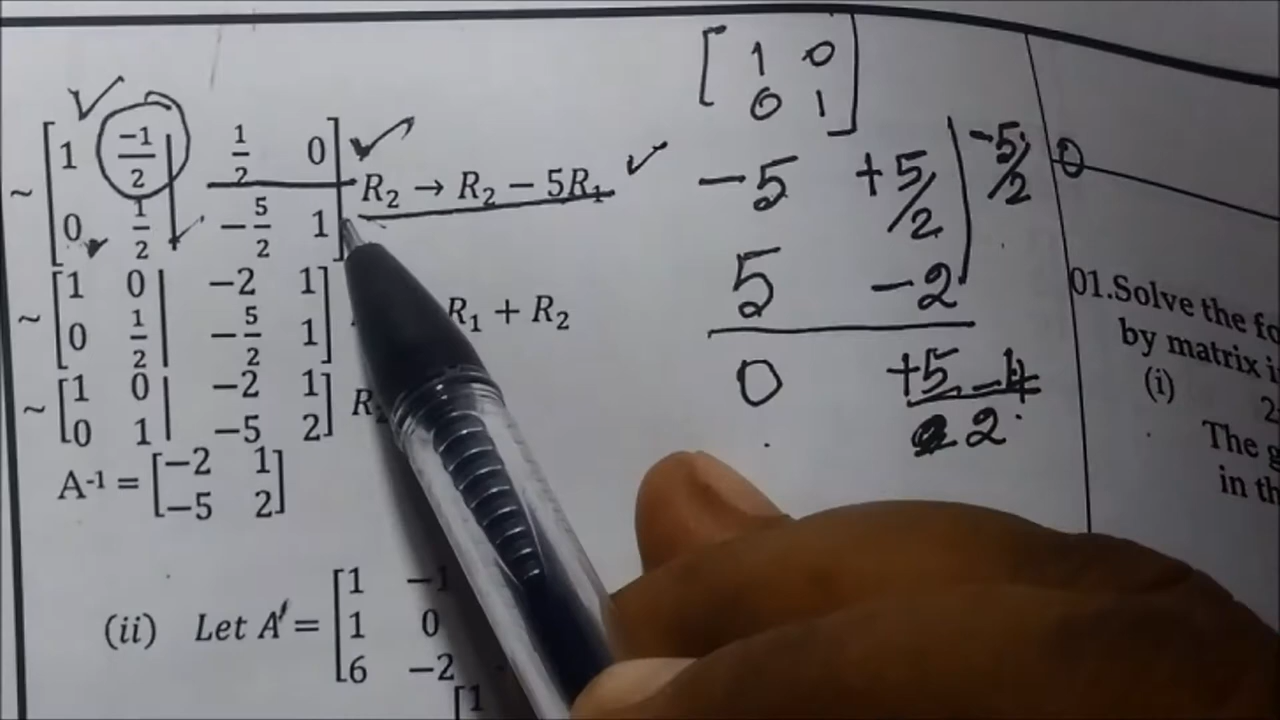 ~ [1 -1/2 | 1/2 0] R₂ → R₂ − 5R₁
[0 1/2 | -5/2 1]
~ [1 0 | −2 1] R₁ + R₂
[0 1/2 | -5/2 1]
~ [1 0 | −2 1] R
[0 1 | −5 2]
A⁻¹ = [−2 1]
[−5 2]
(ii) Let A = [1 −1
1 0
6 −2
[1
[1 0]
[0 1]
−5 +5/2 | −5/2
5 −2
0 +5 −4
2 2
01.Solve the
by matrix
(i) 2
The
in